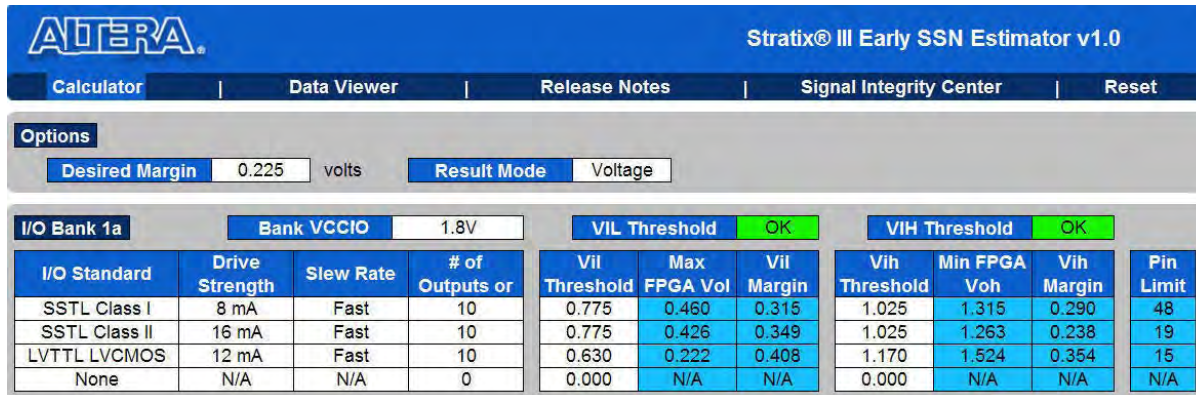 ALTERA®
Stratix® III Early SSN Estimator v1.0
Calculator | Data Viewer | Release Notes | Signal Integrity Center | Reset
Options
Desired Margin 0.225 volts Result Mode Voltage
I/O Bank 1a Bank VCCIO 1.8V VIL Threshold OK VIH Threshold OK
I/O Standard Drive Strength Slew Rate # of Outputs or Vil Threshold Max FPGA Vol Vil Margin Vih Threshold Min FPGA Voh Vih Margin Pin Limit
SSTL Class I 8 mA Fast 10 0.775 0.460 0.315 1.025 1.315 0.290 48
SSTL Class II 16 mA Fast 10 0.775 0.426 0.349 1.025 1.263 0.238 19
LVTTL LVCMOS 12 mA Fast 10 0.630 0.222 0.408 1.170 1.524 0.354 15
None N/A N/A 0 0.000 N/A N/A 0.000 N/A N/A N/A